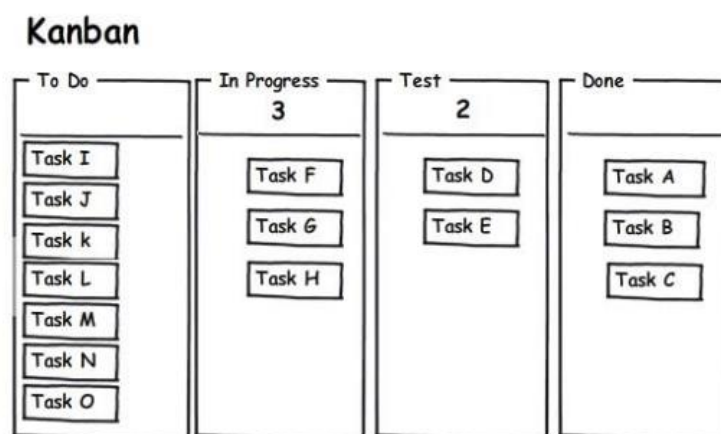 Kanban
To Do
Task I
Task J
Task k
Task L
Task M
Task N
Task O
In Progress
3
Task F
Task G
Task H
Test
2
Task D
Task E
Done
Task A
Task B
Task C